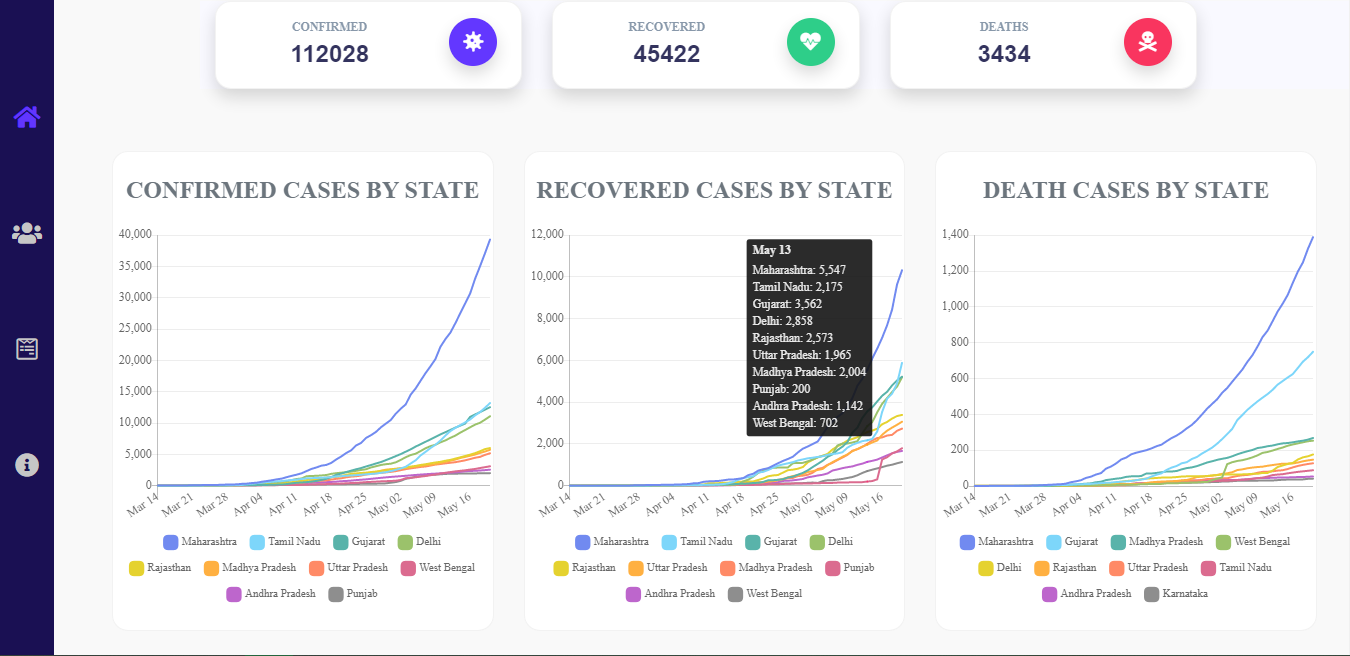 CONFIRMED
112028
RECOVERED
45422
DEATHS
3434
CONFIRMED CASES BY STATE
40,000
35,000
30,000
25,000
20,000
15,000
10,000
5,000
0
Mar 14 Mar 21 Mar 28 Apr 04 Apr 11 Apr 18 Apr 25 May 02 May 09 May 16
Maharashtra Tamil Nadu Gujarat Delhi
Rajasthan Madhya Pradesh Uttar Pradesh West Bengal
Andhra Pradesh Punjab
RECOVERED CASES BY STATE
12,000
10,000
8,000
6,000
4,000
2,000
0
May 13
Maharashtra: 5,547
Tamil Nadu: 2,175
Gujarat: 3,562
Delhi: 2,858
Rajasthan: 2,573
Uttar Pradesh: 1,965
Madhya Pradesh: 2,004
Punjab: 200
Andhra Pradesh: 1,142
West Bengal: 702
Mar 14 Mar 21 Mar 28 Apr 04 Apr 11 Apr 18 Apr 25 May 02 May 09 May 16
Maharashtra Tamil Nadu Gujarat Delhi
Rajasthan Uttar Pradesh Madhya Pradesh Punjab
Andhra Pradesh West Bengal
DEATH CASES BY STATE
1,400
1,200
1,000
800
600
400
200
0
Mar 14 Mar 21 Mar 28 Apr 04 Apr 11 Apr 18 Apr 25 May 02 May 09 May 16
Maharashtra Gujarat Madhya Pradesh West Bengal
Delhi Rajasthan Uttar Pradesh Tamil Nadu
Andhra Pradesh Karnataka